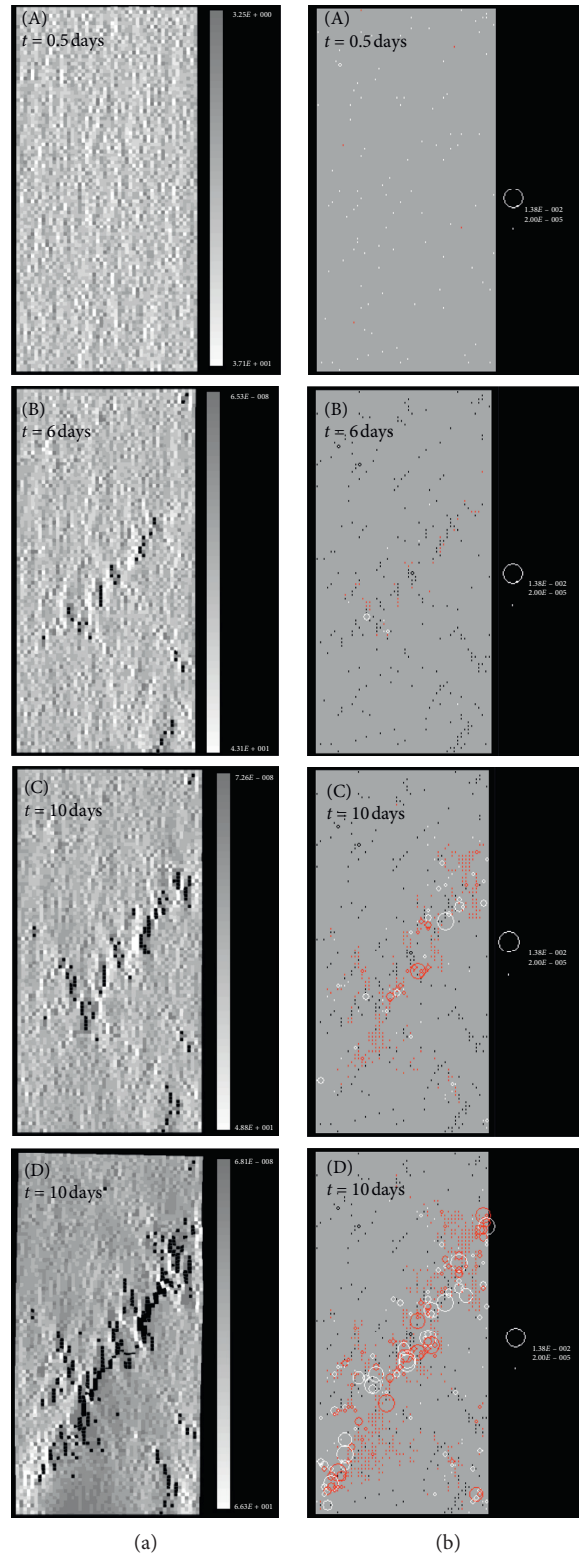 (A)
t = 0.5 days
3.25E + 000
3.71E + 001
(A)
t = 0.5 days
1.38E − 002
2.00E − 005
(B)
t = 6 days
6.53E − 008
4.31E + 001
(B)
t = 6 days
1.38E − 002
2.00E − 005
(C)
t = 10 days
7.26E − 008
4.88E + 001
(C)
t = 10 days
1.38E − 002
2.00E − 005
(D)
t = 10 days
6.81E − 008
6.63E + 001
(D)
t = 10 days
1.38E − 002
2.00E − 005
(a)
(b)